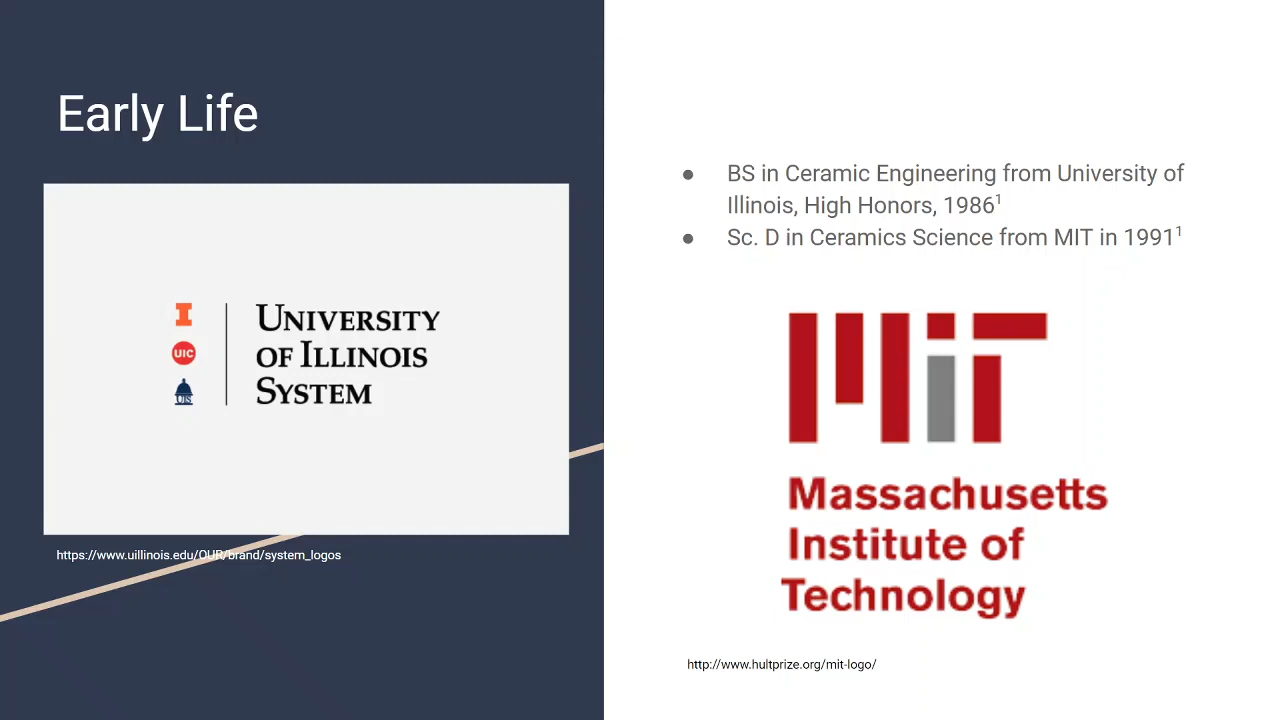 Early Life
UNIVERSITY
OF ILLINOIS
SYSTEM
UIC
UIS
https://www.uillinois.edu/OUR/brand/system_logos
● BS in Ceramic Engineering from University of
Illinois, High Honors, 1986¹
● Sc. D in Ceramics Science from MIT in 1991¹
MIT
Massachusetts
Institute of
Technology
http://www.hultprize.org/mit-logo/